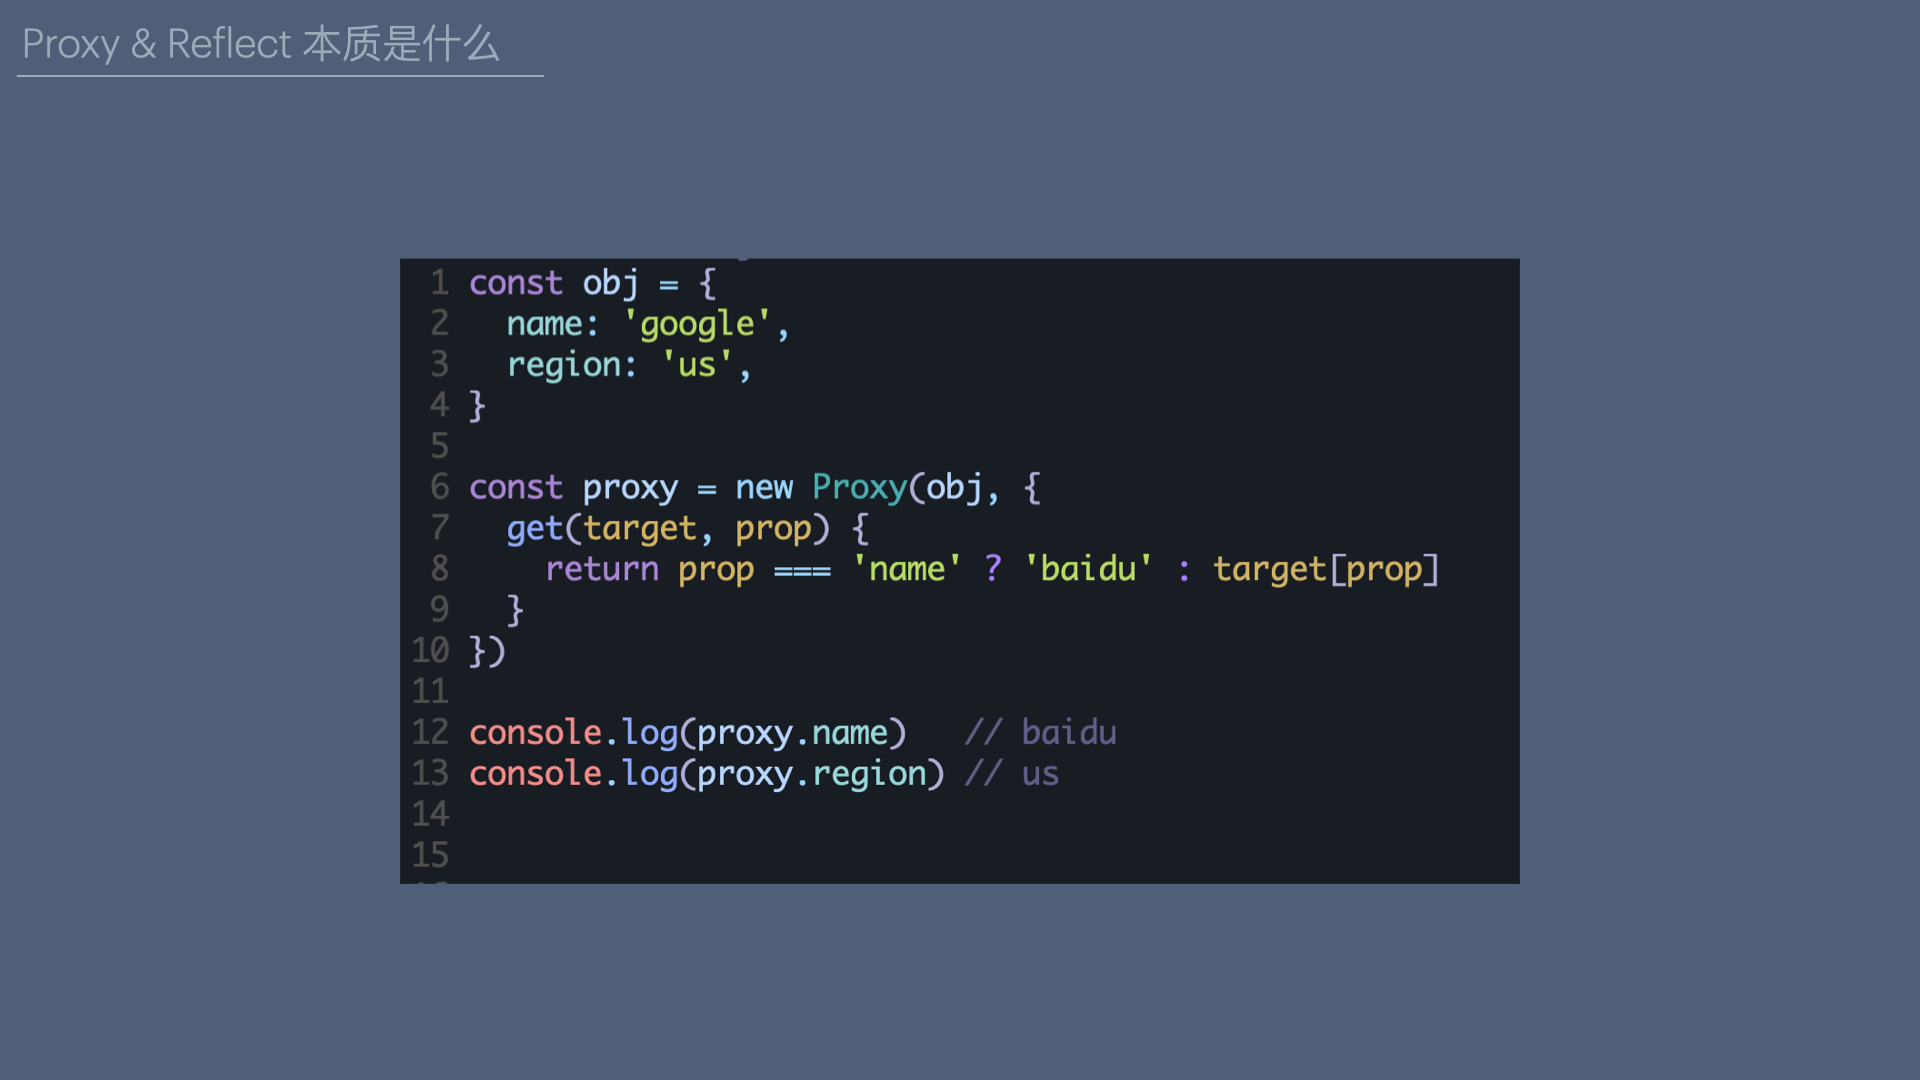 Proxy & Reflect 本质是什么
1 const obj = {
2   name: 'google',
3   region: 'us',
4 }
5
6 const proxy = new Proxy(obj, {
7   get(target, prop) {
8     return prop === 'name' ? 'baidu' : target[prop]
9   }
10 })
11
12 console.log(proxy.name)   // baidu
13 console.log(proxy.region) // us
14
15